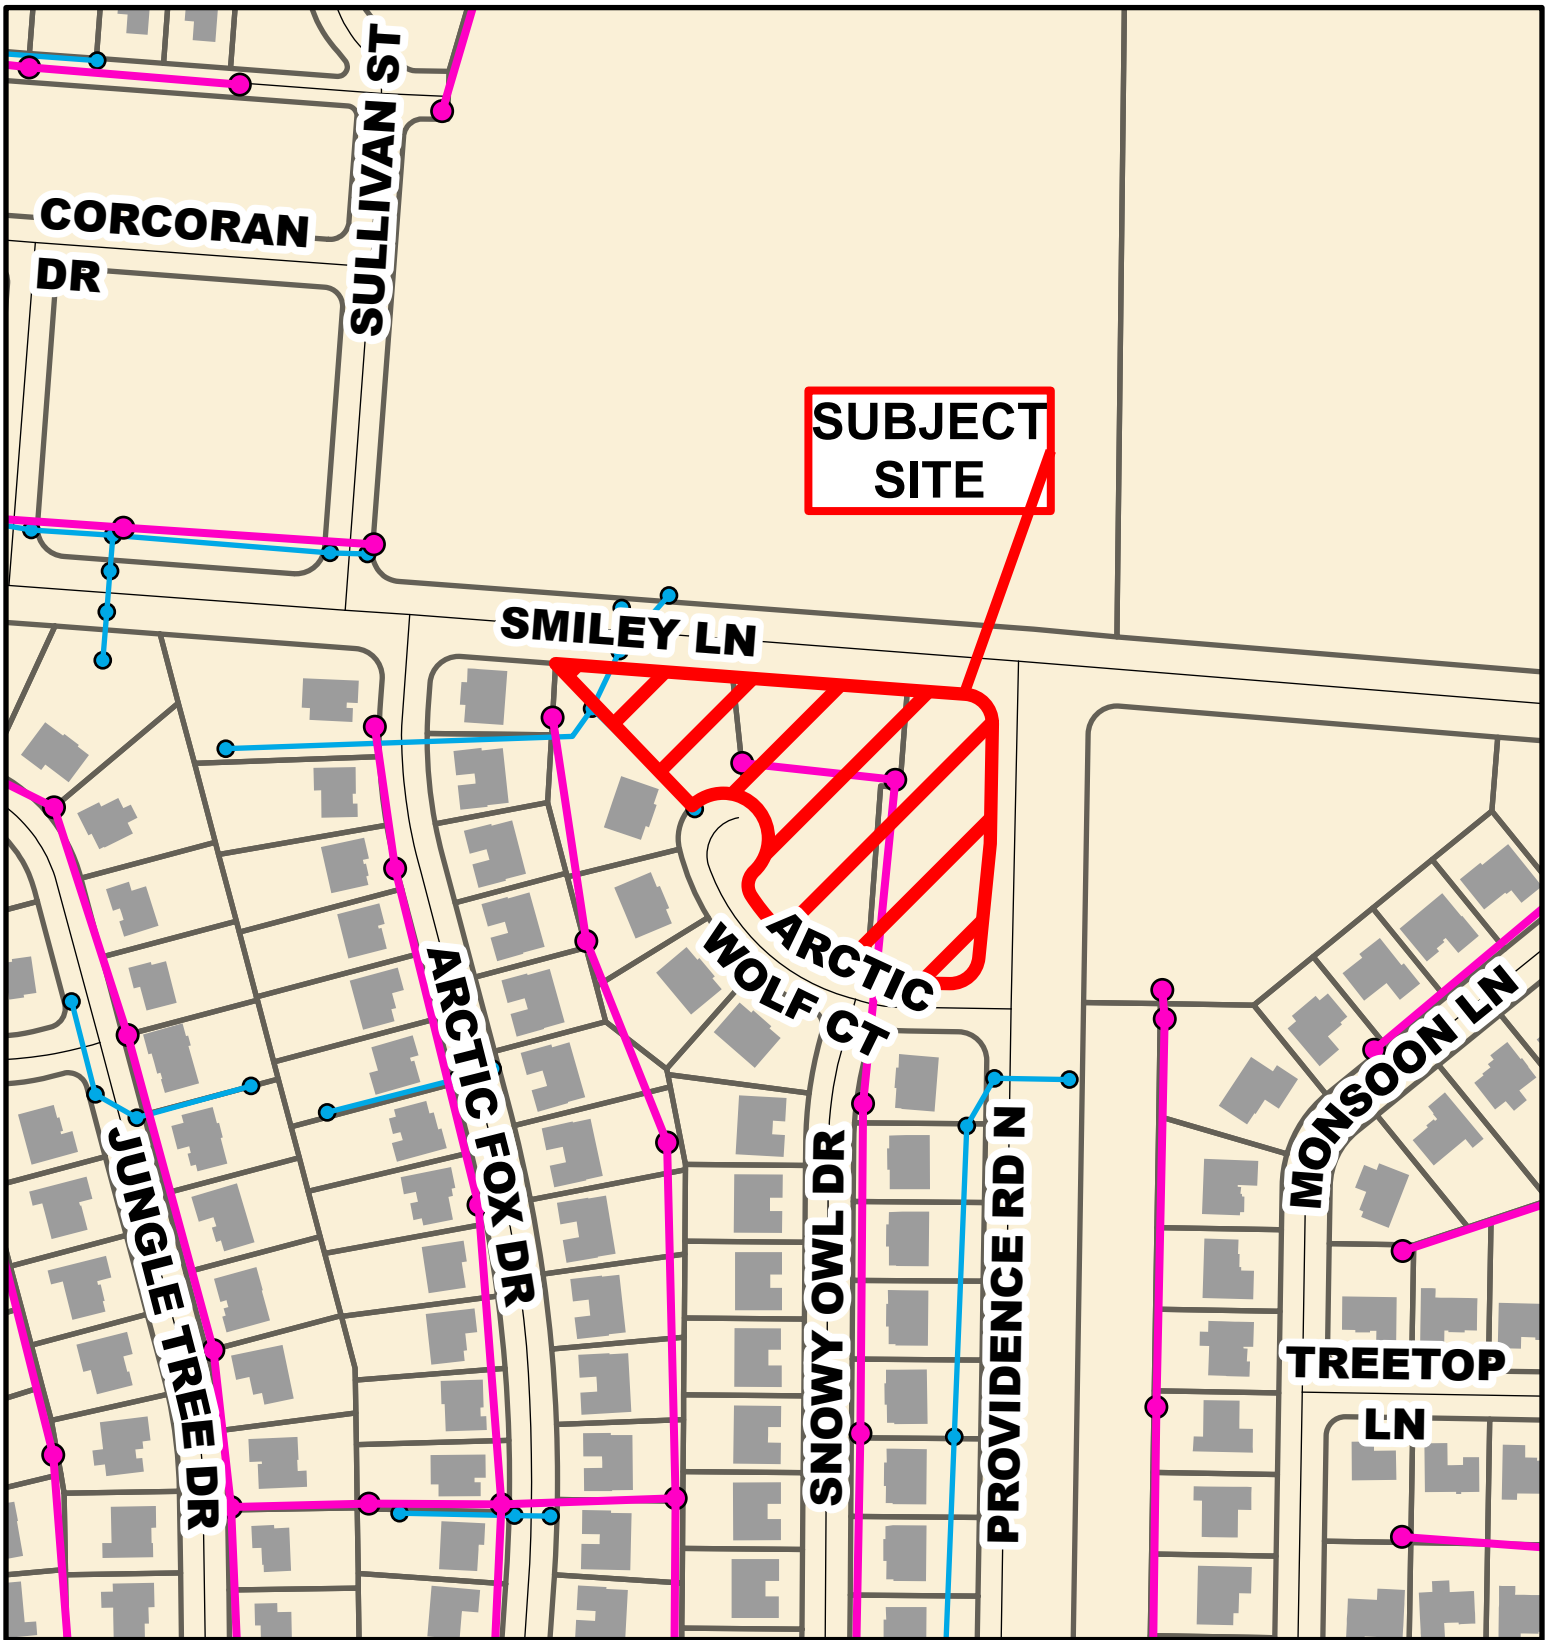 SULLIVAN ST
CORCORAN
DR
SUBJECT
SITE
SMILEY LN
ARCTIC
WOLF CT
ARCTIC FOX DR
JUNGLE TREE DR
SNOWY OWL DR
PROVIDENCE RD N
MONSOON LN
TREETOP
LN